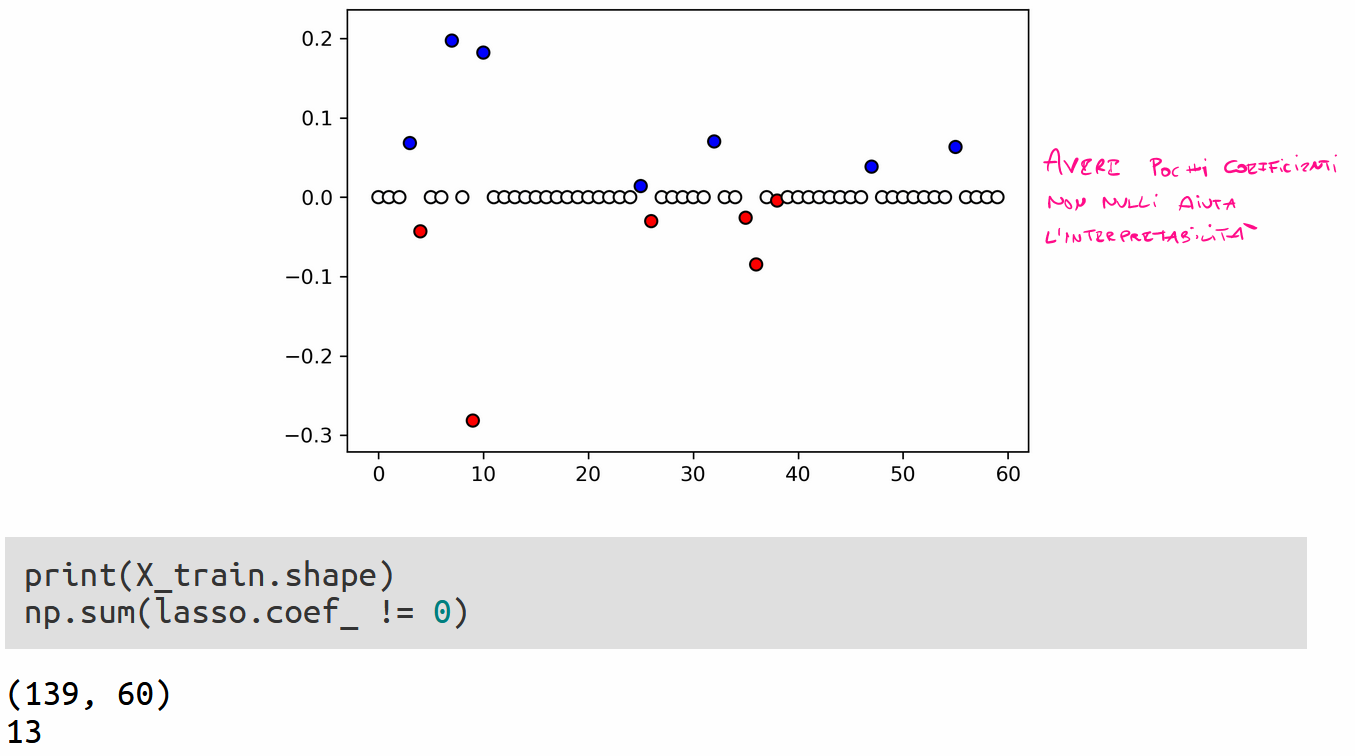 0.2
0.1
0.0
−0.1
−0.2
−0.3
0 10 20 30 40 50 60
AVERE POCHI COEFFICIENTI
NON NULLI AIUTA
L'INTERPRETABILITÀ
print(X_train.shape)
np.sum(lasso.coef_ != 0)
(139, 60)
13